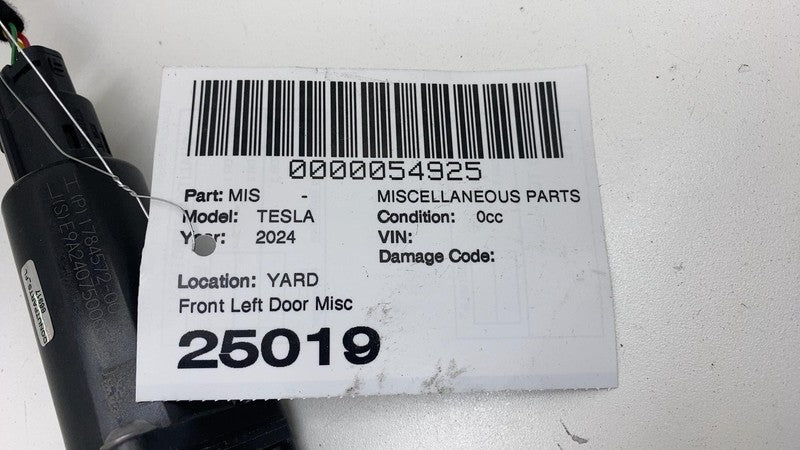 0000054925
Part: MIS - MISCELLANEOUS PARTS
Model: TESLA Condition: 0cc
Year: 2024 VIN:
Damage Code:
Location: YARD
Front Left Door Misc
25019